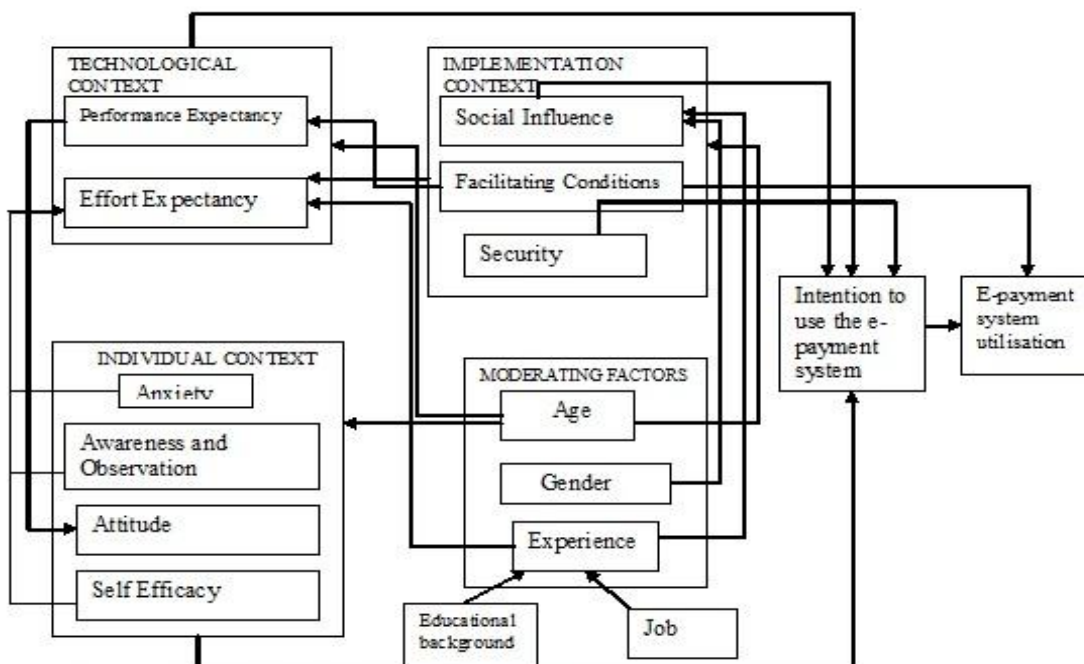 TECHNOLOGICAL
CONTEXT
Performance Expectancy
Effort Expectancy
IMPLEMENTATION
CONTEXT
Social Influence
Facilitating Conditions
Security
Intention to
use the e-
payment
system
E-payment
system
utilisation
INDIVIDUAL CONTEXT
Anxiety
Awareness and
Observation
Attitude
Self Efficacy
MODERATING FACTORS
Age
Gender
Experience
Educational
background
Job